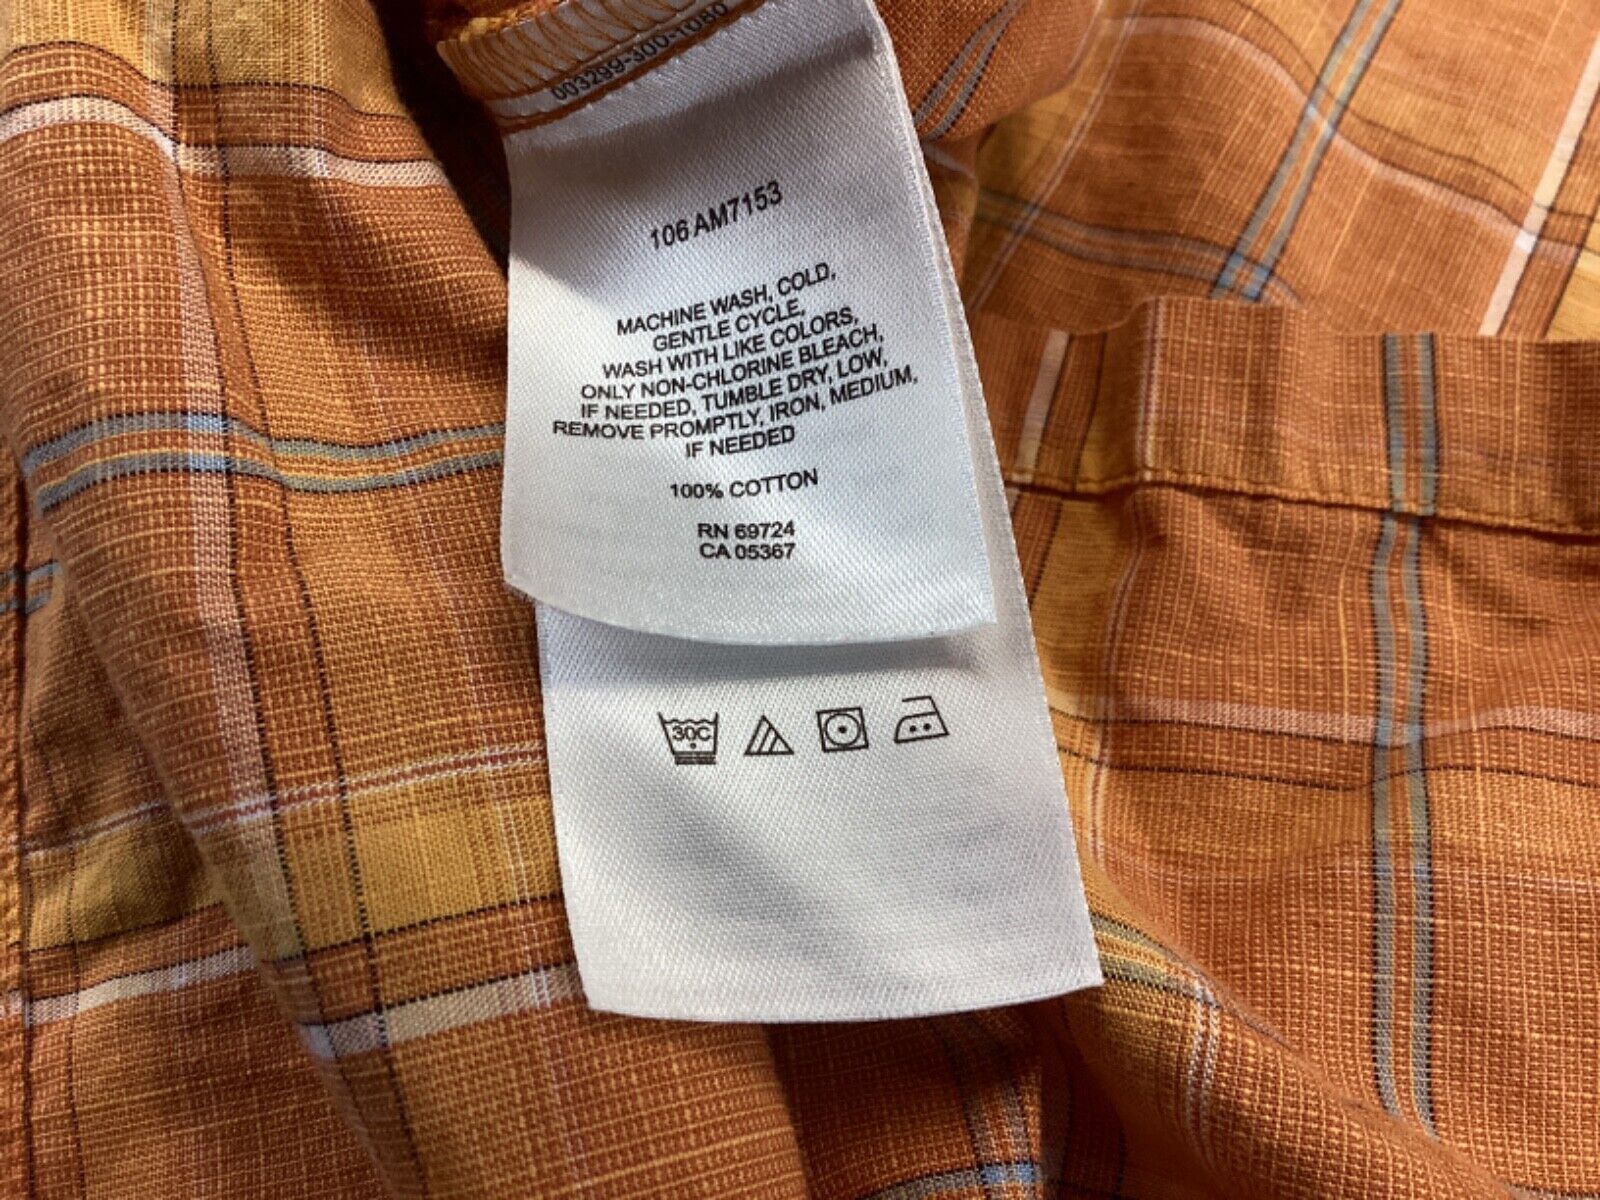 003299-300-1080
106 AM7153
MACHINE WASH, COLD,
GENTLE CYCLE,
WASH WITH LIKE COLORS,
ONLY NON-CHLORINE BLEACH,
IF NEEDED, TUMBLE DRY, LOW,
REMOVE PROMPTLY, IRON, MEDIUM,
IF NEEDED
100% COTTON
RN 69724
CA 05367
30C